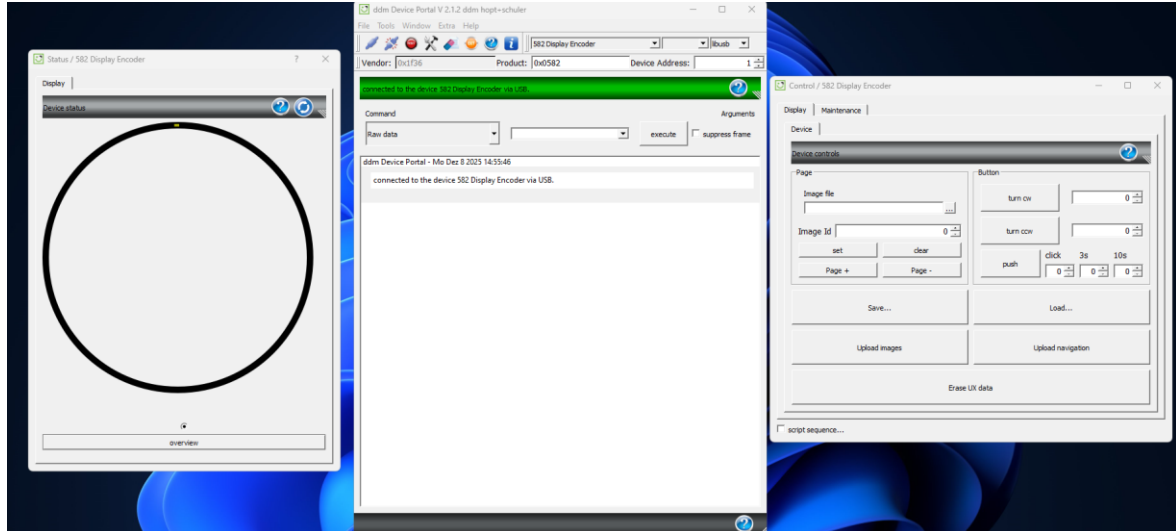 Status / 582 Display Encoder
?
Display
Device status
overview
ddm Device Portal V 2.1.2 ddm hopt+schuler
File Tools Window Extra Help
582 Display Encoder
libusb
Vendor: 0x1f36 Product: 0x0582 Device Address: 1
connected to the device 582 Display Encoder via USB.
Command Arguments
Raw data execute suppress frame
ddm Device Portal - Mo Dez 8 2025 14:55:46
connected to the device 582 Display Encoder via USB.
Control / 582 Display Encoder
Display Maintenance
Device
Device controls
Page
Image file
...
Image Id 0
set clear
Page + Page -
Button
turn cw 0
turn ccw 0
click 3s 10s
push 0 0 0
Save... Load...
Upload images Upload navigation
Erase UX data
script sequence...